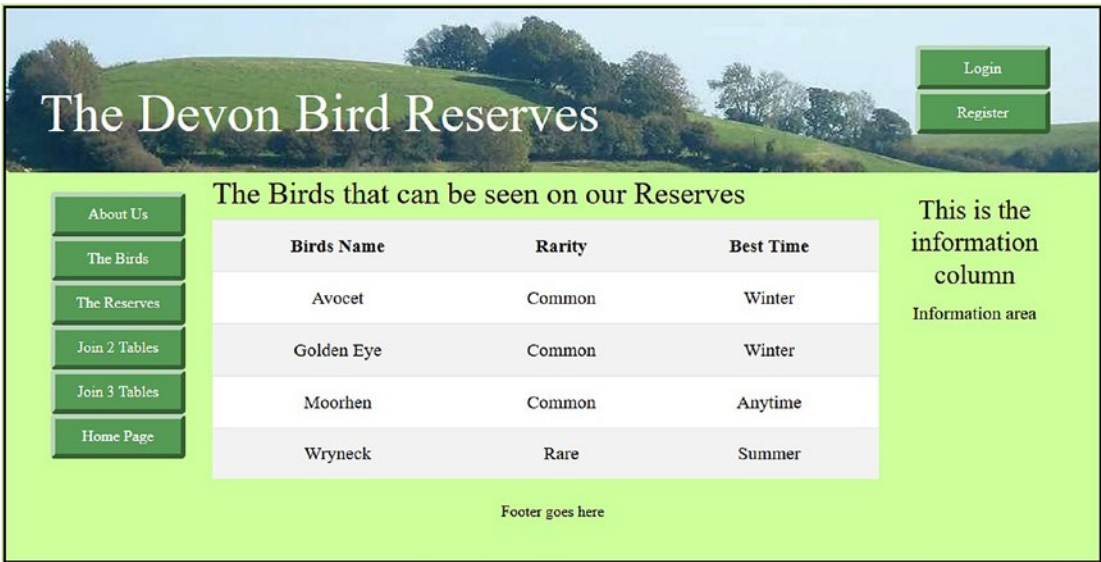 The Devon Bird Reserves
Login
Register
About Us
The Birds
The Reserves
Join 2 Tables
Join 3 Tables
Home Page
The Birds that can be seen on our Reserves
Birds Name Rarity Best Time
Avocet Common Winter
Golden Eye Common Winter
Moorhen Common Anytime
Wryneck Rare Summer
This is the
information
column
Information area
Footer goes here